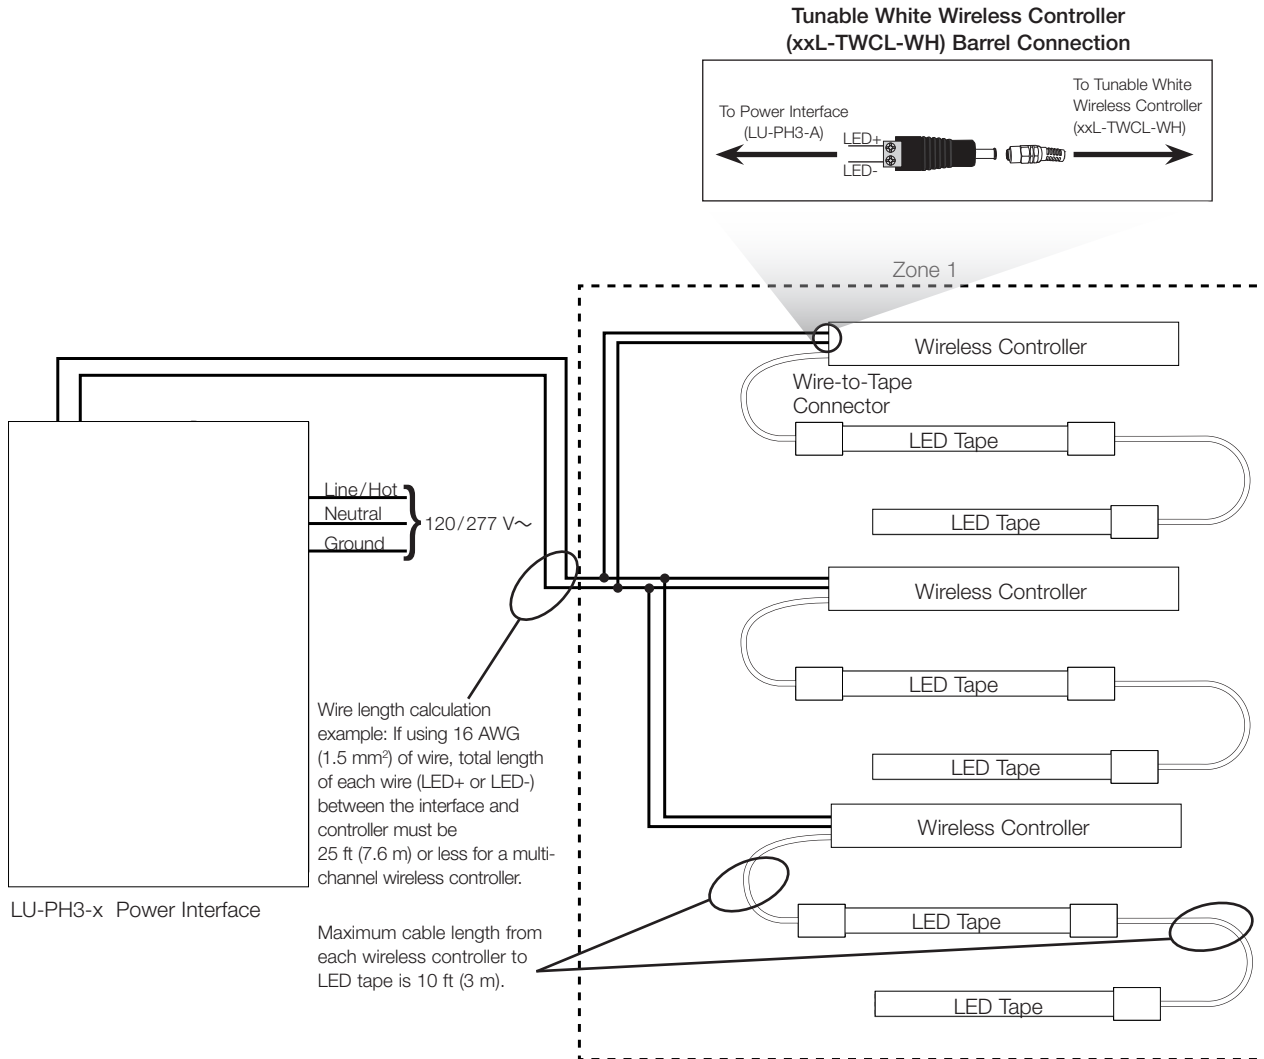 Tunable White Wireless Controller
(xxL-TWCL-WH) Barrel Connection
To Power Interface
(LU-PH3-A)
LED+
LED-
To Tunable White
Wireless Controller
(xxL-TWCL-WH)
Zone 1
Wireless Controller
Wire-to-Tape
Connector
LED Tape
LED Tape
Line/Hot
Neutral
Ground
120/277 V~
Wireless Controller
LED Tape
LED Tape
Wire length calculation
example: If using 16 AWG
(1.5 mm²) of wire, total length
of each wire (LED+ or LED-)
between the interface and
controller must be
25 ft (7.6 m) or less for a multi-
channel wireless controller.
Wireless Controller
LED Tape
LED Tape
LU-PH3-x Power Interface
Maximum cable length from
each wireless controller to
LED tape is 10 ft (3 m).